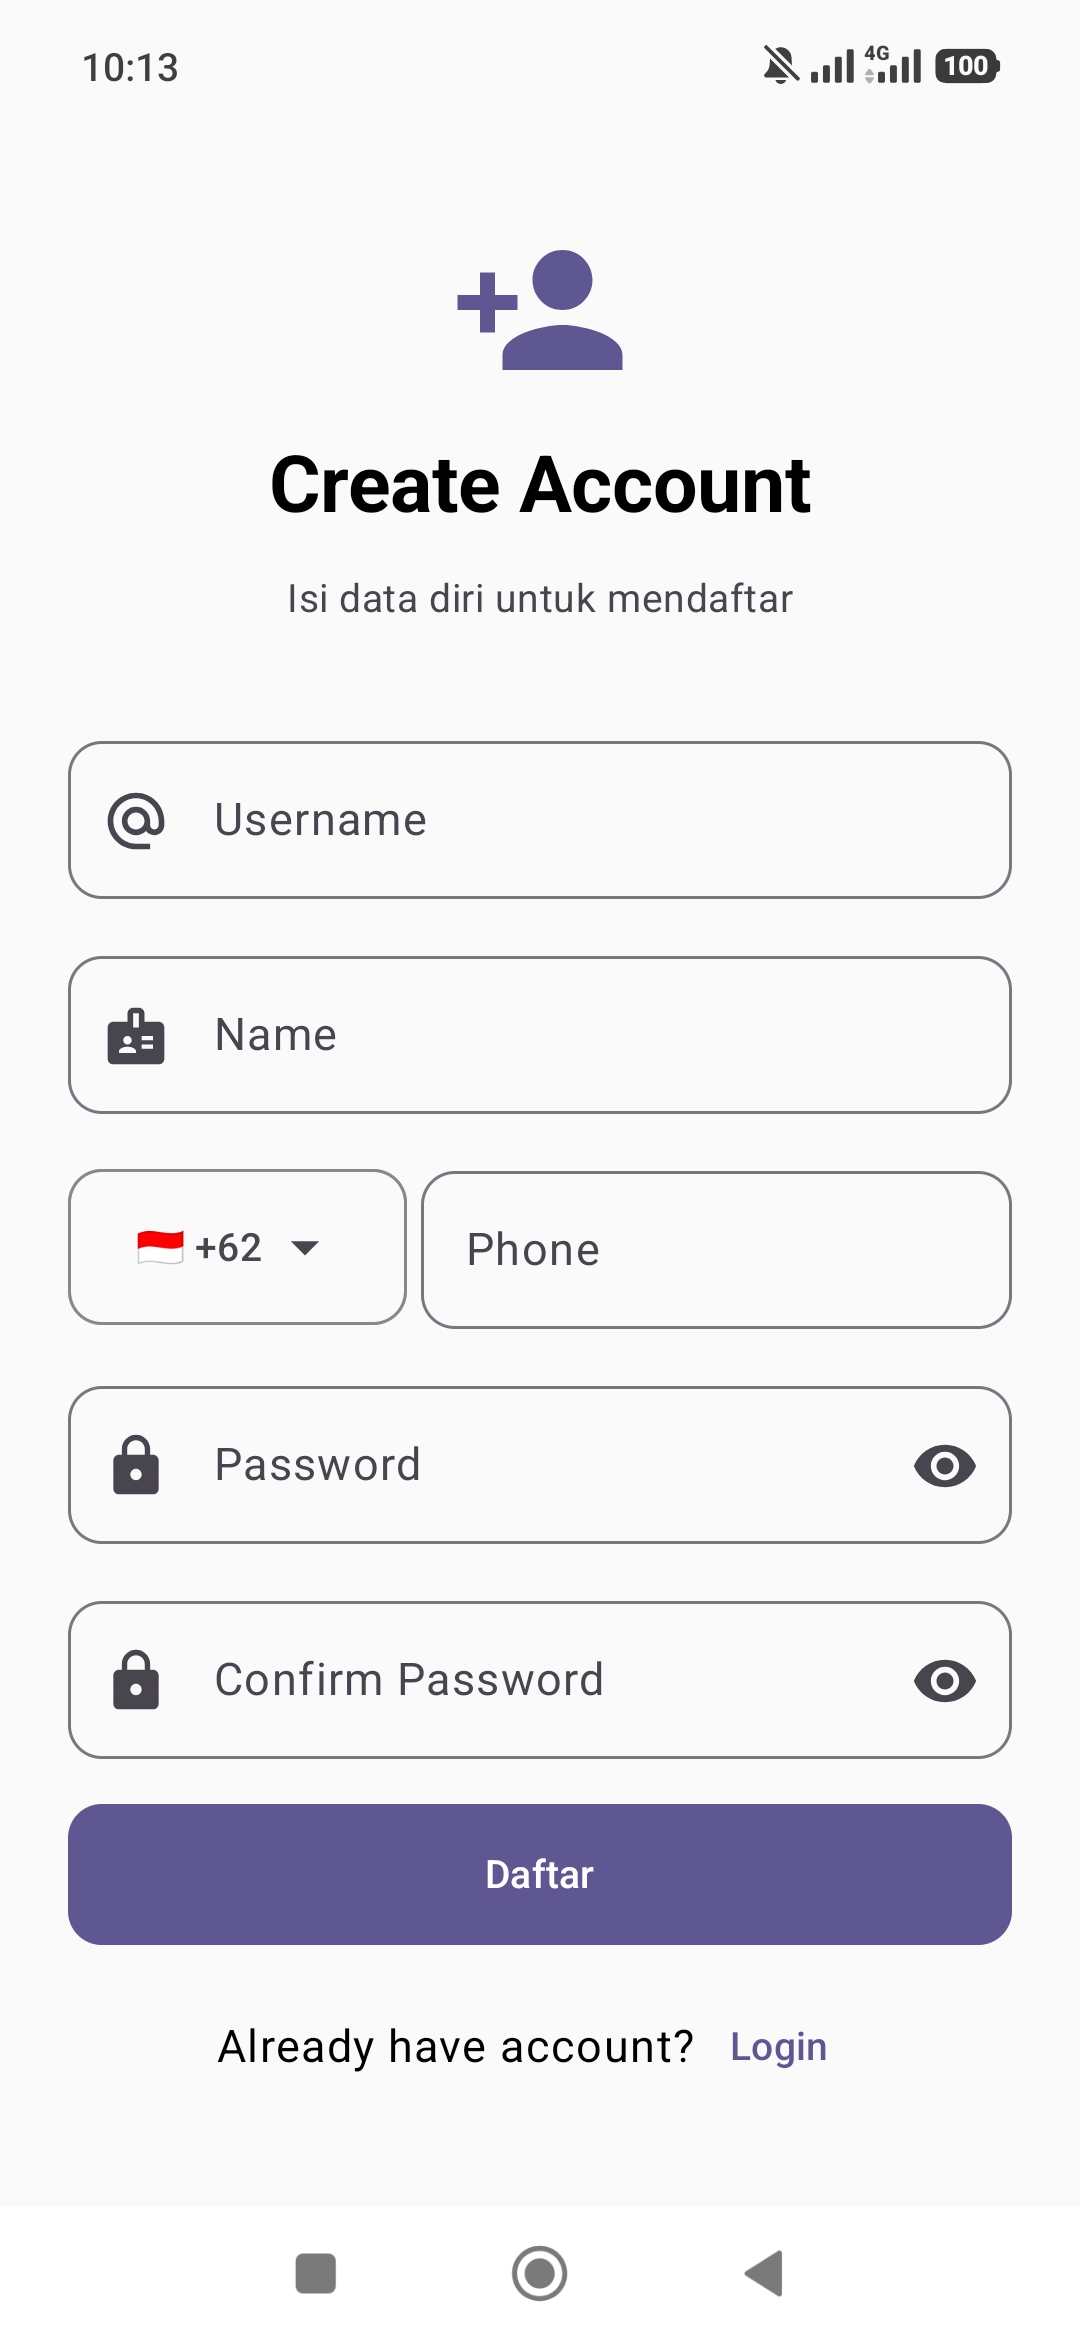 10:13
4G
100
Create Account
Isi data diri untuk mendaftar
Username
Name
+62
Phone
Password
Confirm Password
Daftar
Already have account? Login